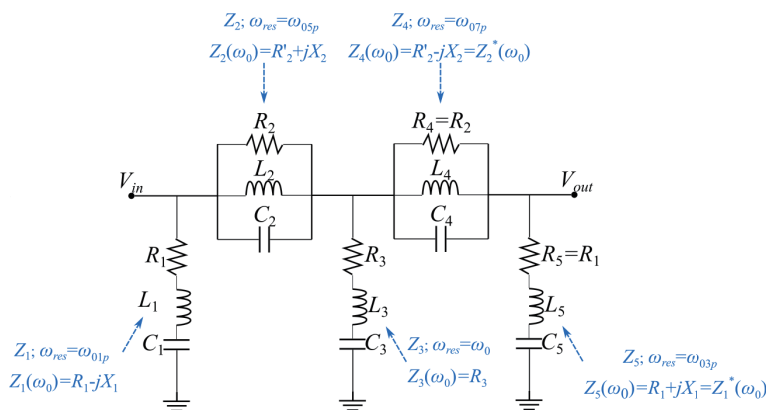 Z2; ωres=ω05p
Z2(ω0)=R'2+jX2
Z4; ωres=ω07p
Z4(ω0)=R'2-jX2=Z2*(ω0)
R2
R4=R2
L2
L4
Vin
Vout
C2
C4
R1
R3
R5=R1
L1
L3
L5
C1
C3
C5
Z1; ωres=ω01p
Z1(ω0)=R1-jX1
Z3; ωres=ω0
Z3(ω0)=R3
Z5; ωres=ω03p
Z5(ω0)=R1+jX1=Z1*(ω0)